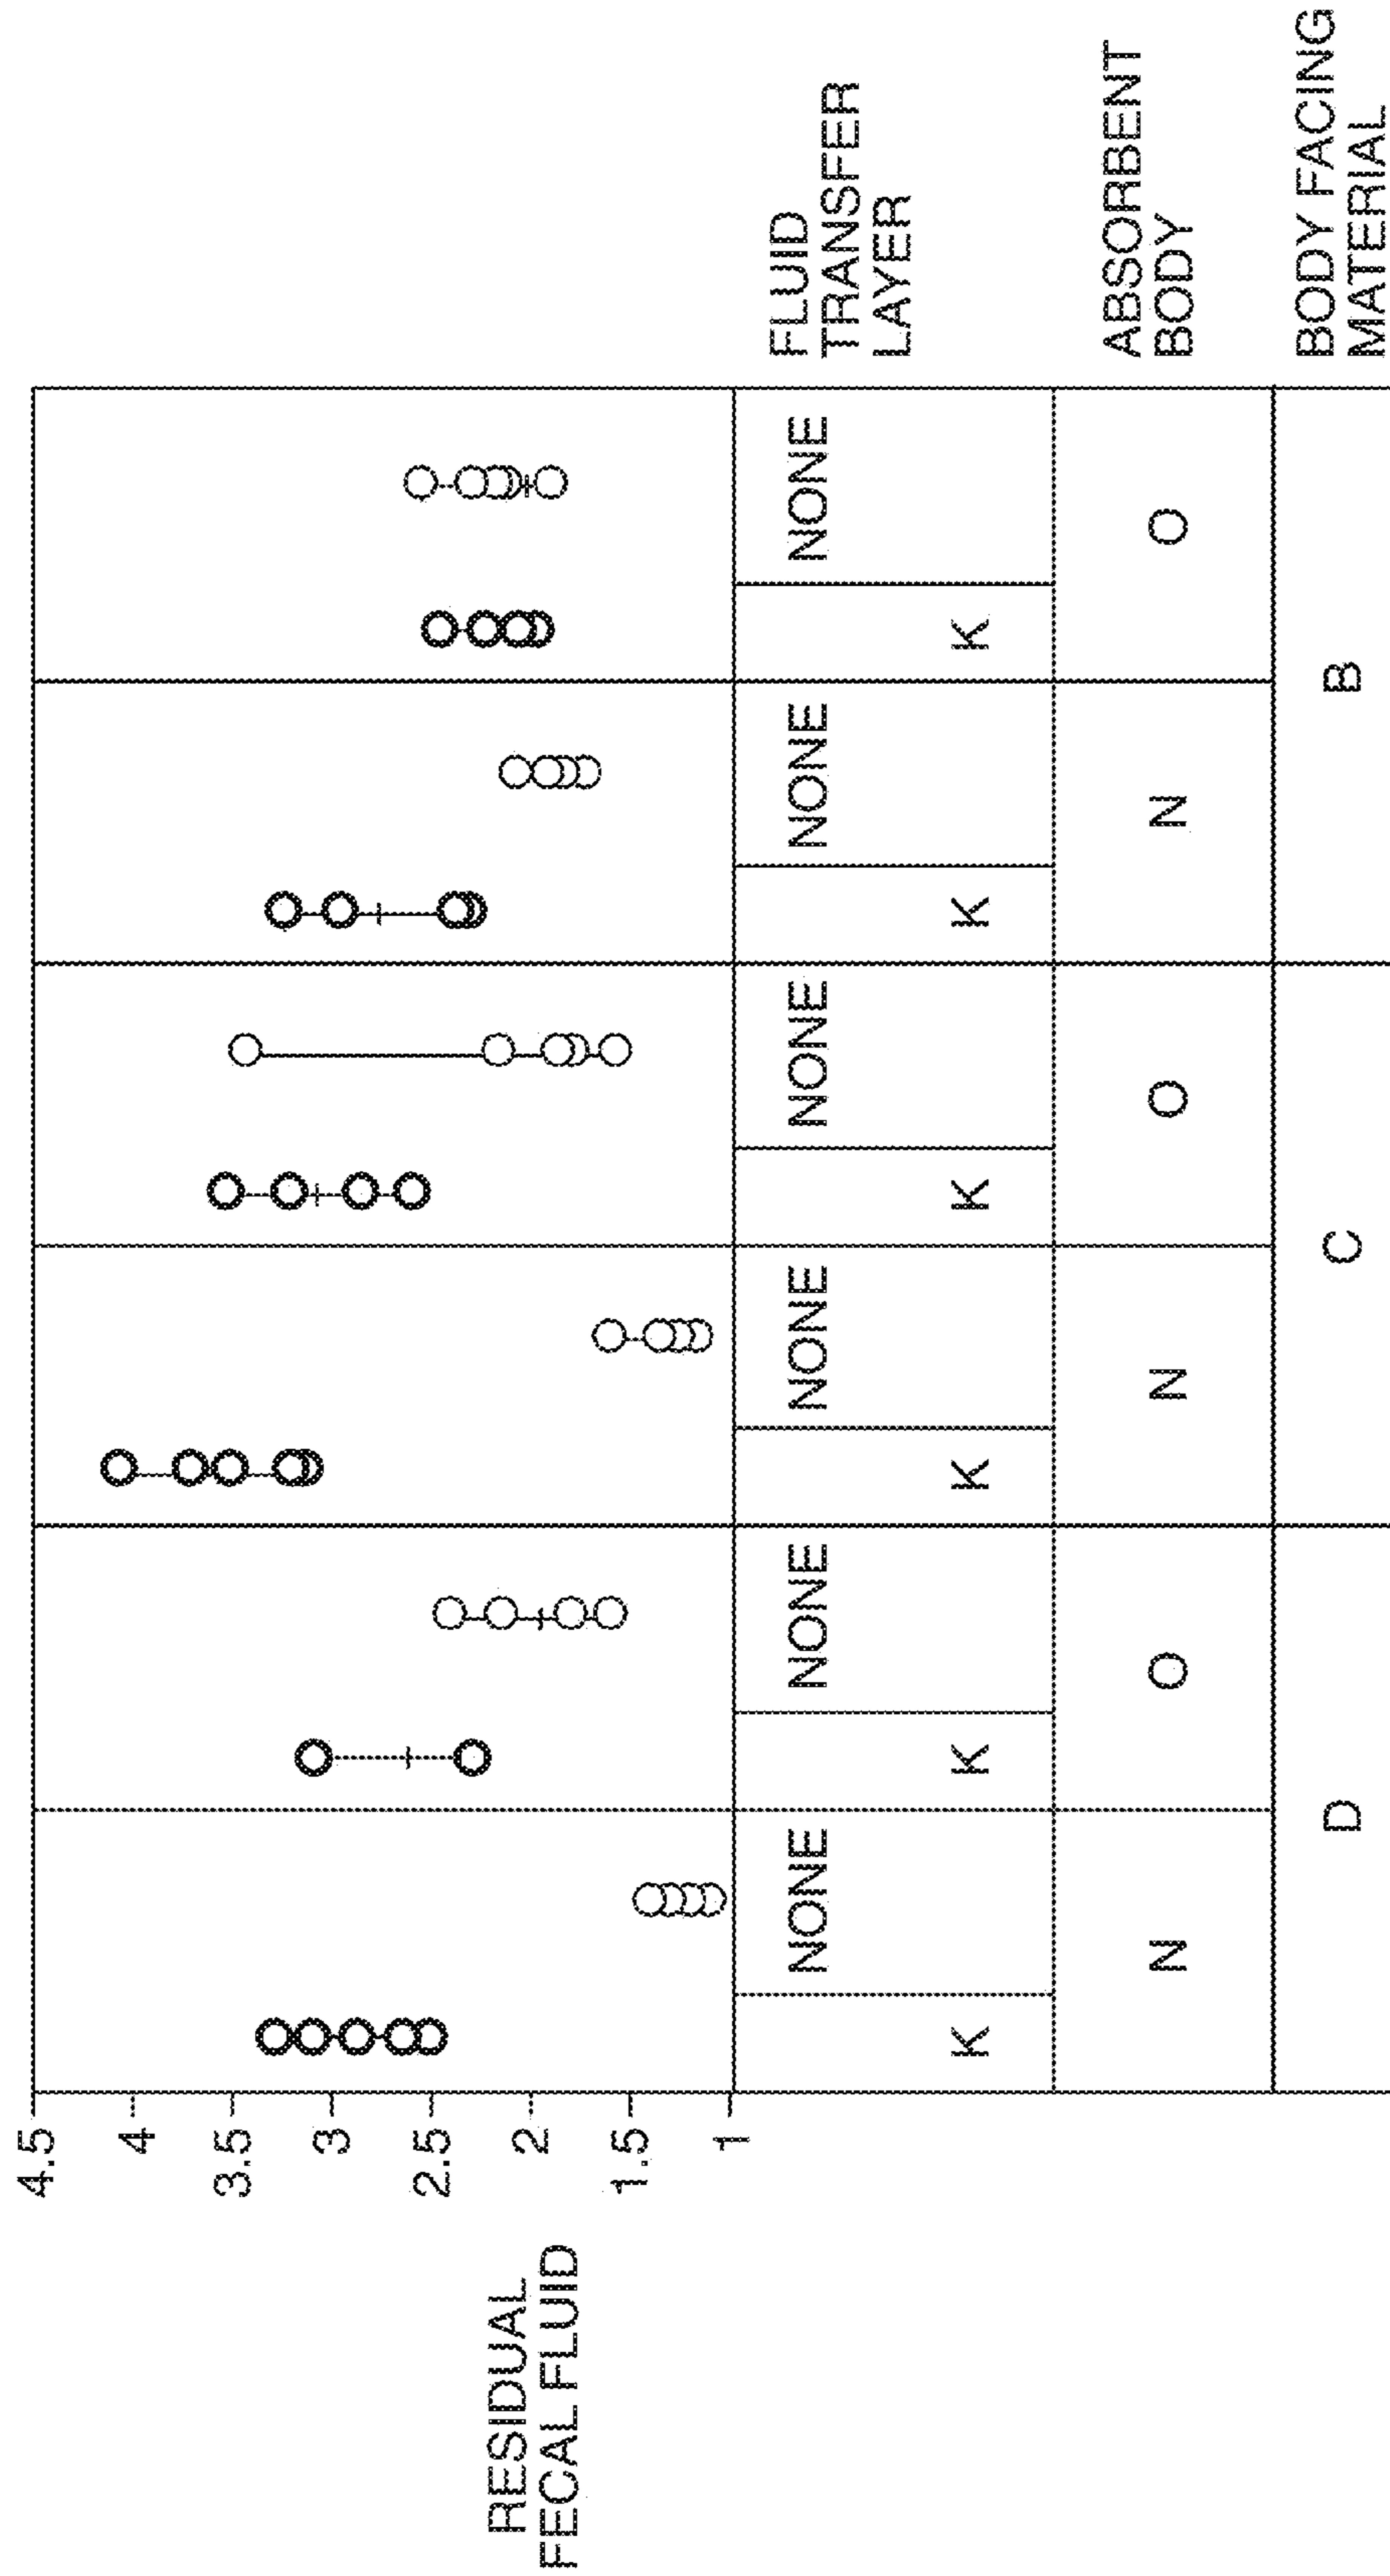 RESIDUAL
FECAL FLUID
4.5
4
3.5
3
2.5
2
1.5
1
K NONE K NONE K NONE K NONE K NONE K NONE
FLUID
TRANSFER
LAYER
N O N O N O
ABSORBENT
BODY
D C B
BODY FACING
MATERIAL